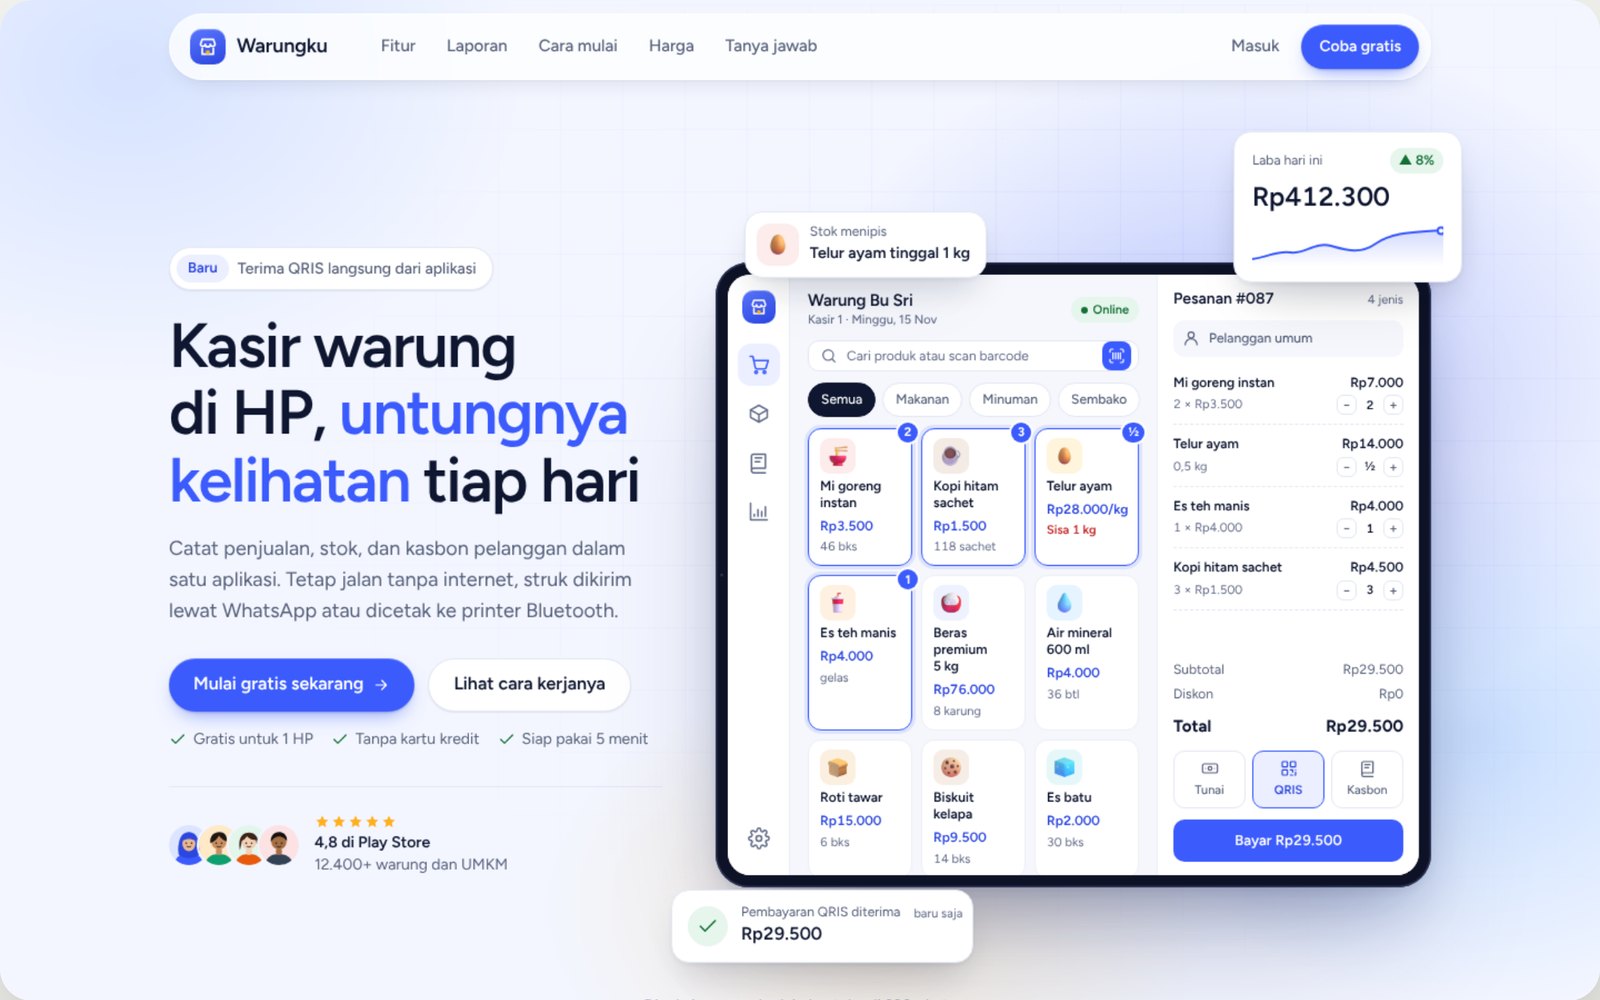 Warungku
Fitur
Laporan
Cara mulai
Harga
Tanya jawab
Masuk
Coba gratis
Baru Terima QRIS langsung dari aplikasi
Kasir warung
di HP, untungnya
kelihatan tiap hari
Catat penjualan, stok, dan kasbon pelanggan dalam
satu aplikasi. Tetap jalan tanpa internet, struk dikirim
lewat WhatsApp atau dicetak ke printer Bluetooth.
Mulai gratis sekarang →
Lihat cara kerjanya
Gratis untuk 1 HP
Tanpa kartu kredit
Siap pakai 5 menit
4,8 di Play Store
12.400+ warung dan UMKM
Stok menipis
Telur ayam tinggal 1 kg
Laba hari ini
▲ 8%
Rp412.300
Warung Bu Sri
Kasir 1 · Minggu, 15 Nov
Online
Cari produk atau scan barcode
Semua
Makanan
Minuman
Sembako
2
Mi goreng
instan
Rp3.500
46 bks
3
Kopi hitam
sachet
Rp1.500
118 sachet
½
Telur ayam
Rp28.000/kg
Sisa 1 kg
1
Es teh manis
Rp4.000
gelas
Beras
premium
5 kg
Rp76.000
8 karung
Air mineral
600 ml
Rp4.000
36 btl
Roti tawar
Rp15.000
6 bks
Biskuit
kelapa
Rp9.500
14 bks
Es batu
Rp2.000
30 bks
Pesanan #087
4 jenis
Pelanggan umum
Mi goreng instan Rp7.000
2 × Rp3.500 − 2 +
Telur ayam Rp14.000
0,5 kg − ½ +
Es teh manis Rp4.000
1 × Rp4.000 − 1 +
Kopi hitam sachet Rp4.500
3 × Rp1.500 − 3 +
Subtotal Rp29.500
Diskon Rp0
Total Rp29.500
Tunai
QRIS
Kasbon
Bayar Rp29.500
Pembayaran QRIS diterima baru saja
Rp29.500